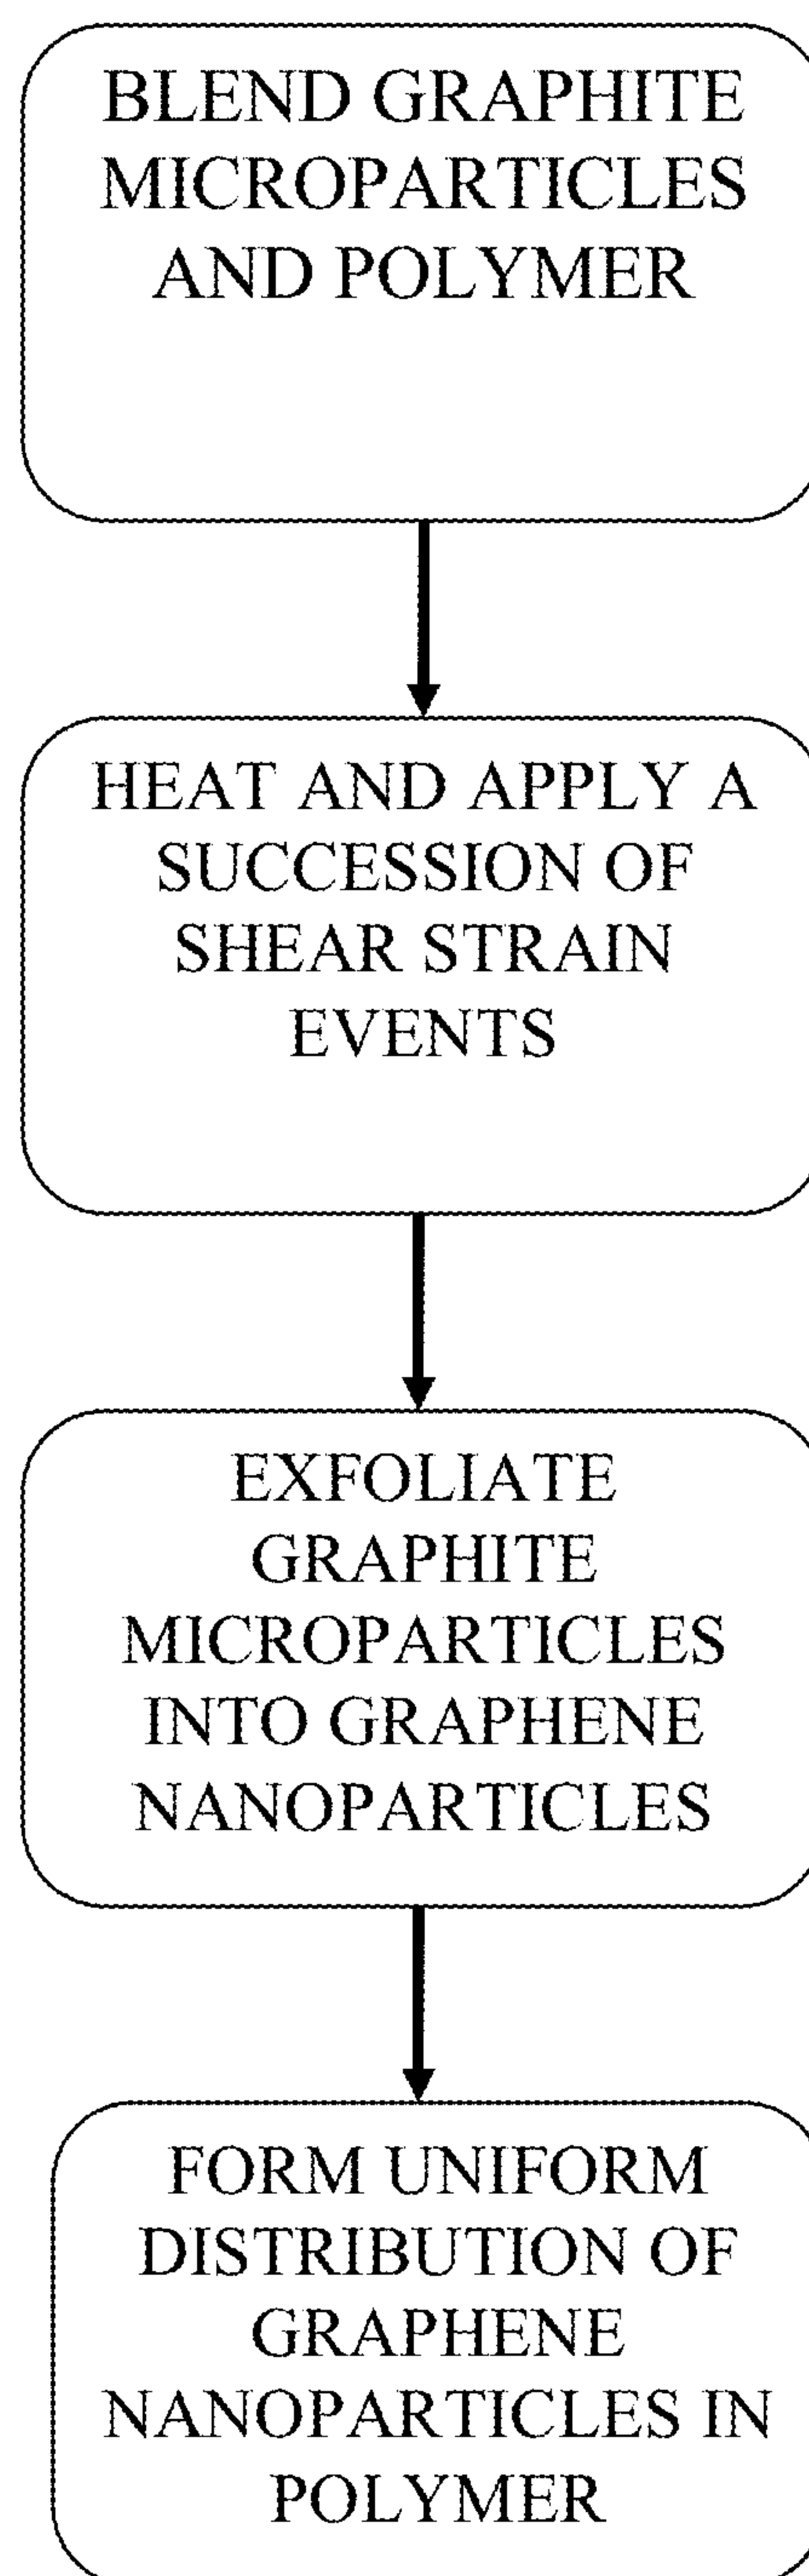 BLEND GRAPHITE
MICROPARTICLES
AND POLYMER
HEAT AND APPLY A
SUCCESSION OF
SHEAR STRAIN
EVENTS
EXFOLIATE
GRAPHITE
MICROPARTICLES
INTO GRAPHENE
NANOPARTICLES
FORM UNIFORM
DISTRIBUTION OF
GRAPHENE
NANOPARTICLES IN
POLYMER